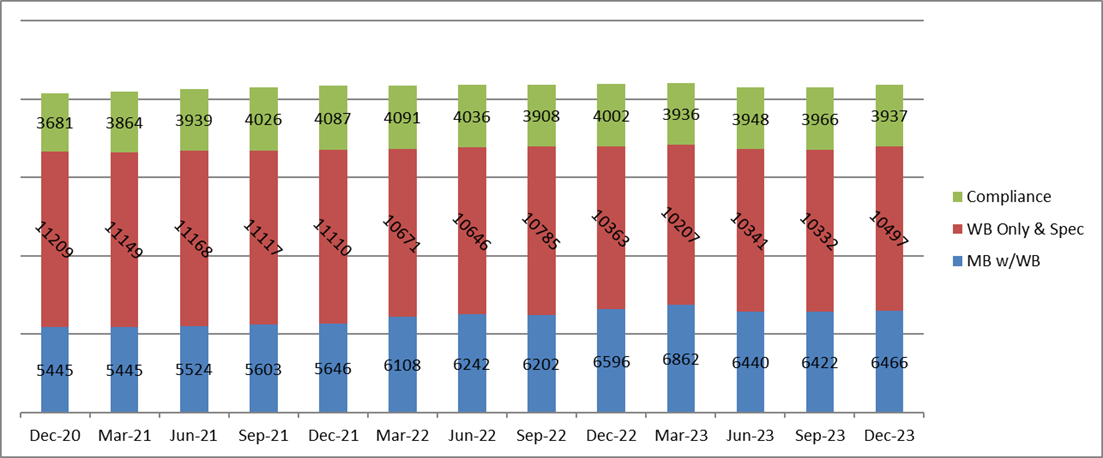 3681 3864 3939 4026 4087 4091 4036 3908 4002 3936 3948 3966 3937
Compliance
WB Only & Spec
MB w/WB
11209 11149 11168 11117 11110 10671 10646 10785 10363 10207 10341 10332 10497
5445 5445 5524 5603 5646 6108 6242 6202 6596 6862 6440 6422 6466
Dec-20 Mar-21 Jun-21 Sep-21 Dec-21 Mar-22 Jun-22 Sep-22 Dec-22 Mar-23 Jun-23 Sep-23 Dec-23